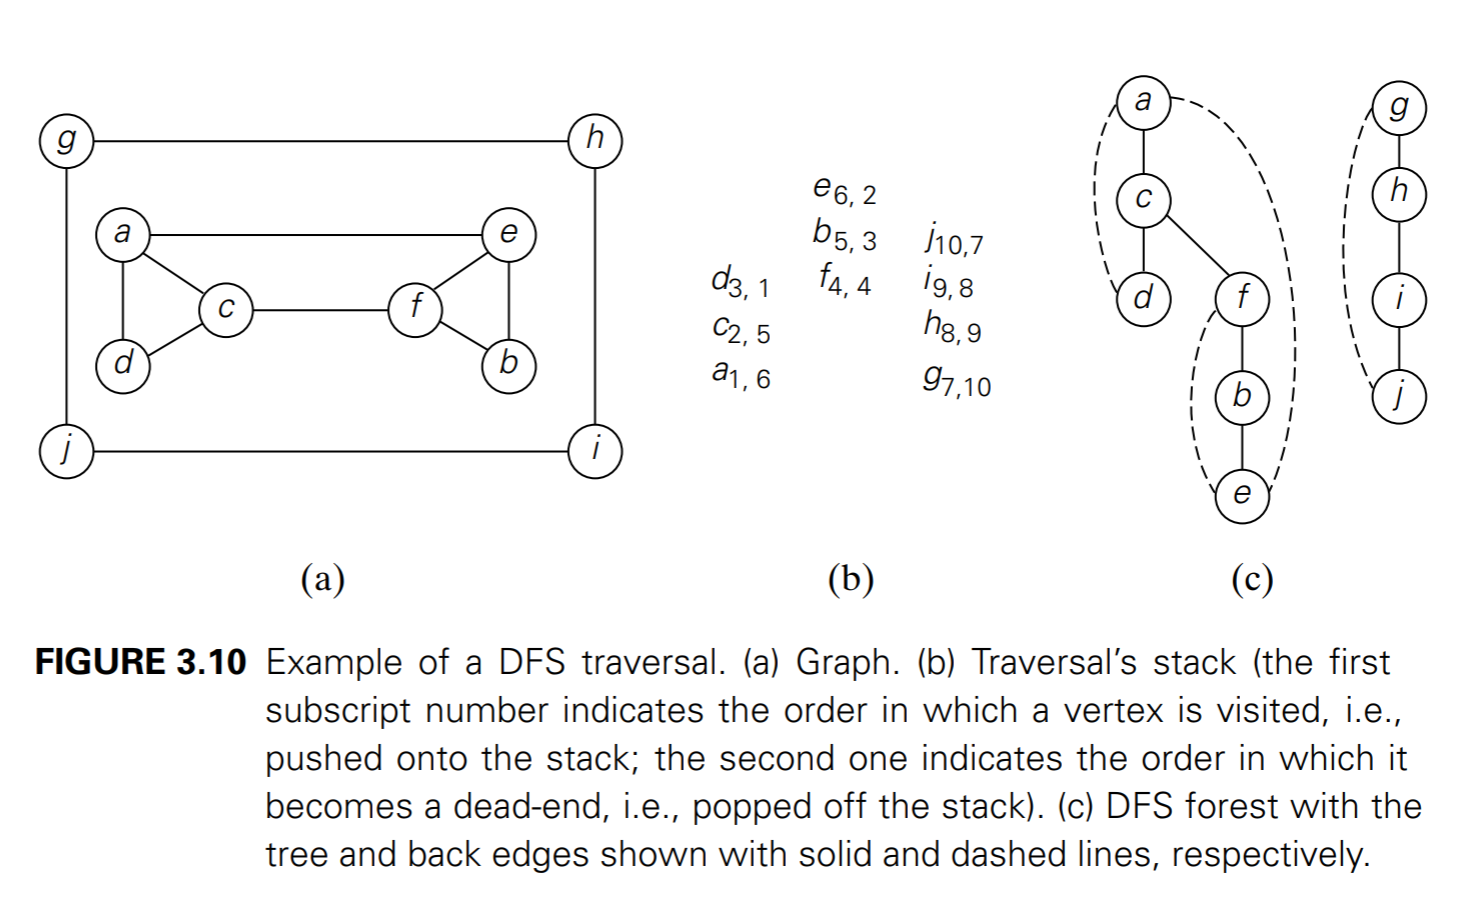 g h
a e
c f
d b
j i
(a)
e6, 2
b5, 3 j10,7
d3, 1 f4, 4 i9, 8
c2, 5 h8, 9
a1, 6 g7,10
(b)
a g
c h
d f i
b j
e
(c)
FIGURE 3.10 Example of a DFS traversal. (a) Graph. (b) Traversal’s stack (the first
subscript number indicates the order in which a vertex is visited, i.e.,
pushed onto the stack; the second one indicates the order in which it
becomes a dead-end, i.e., popped off the stack). (c) DFS forest with the
tree and back edges shown with solid and dashed lines, respectively.